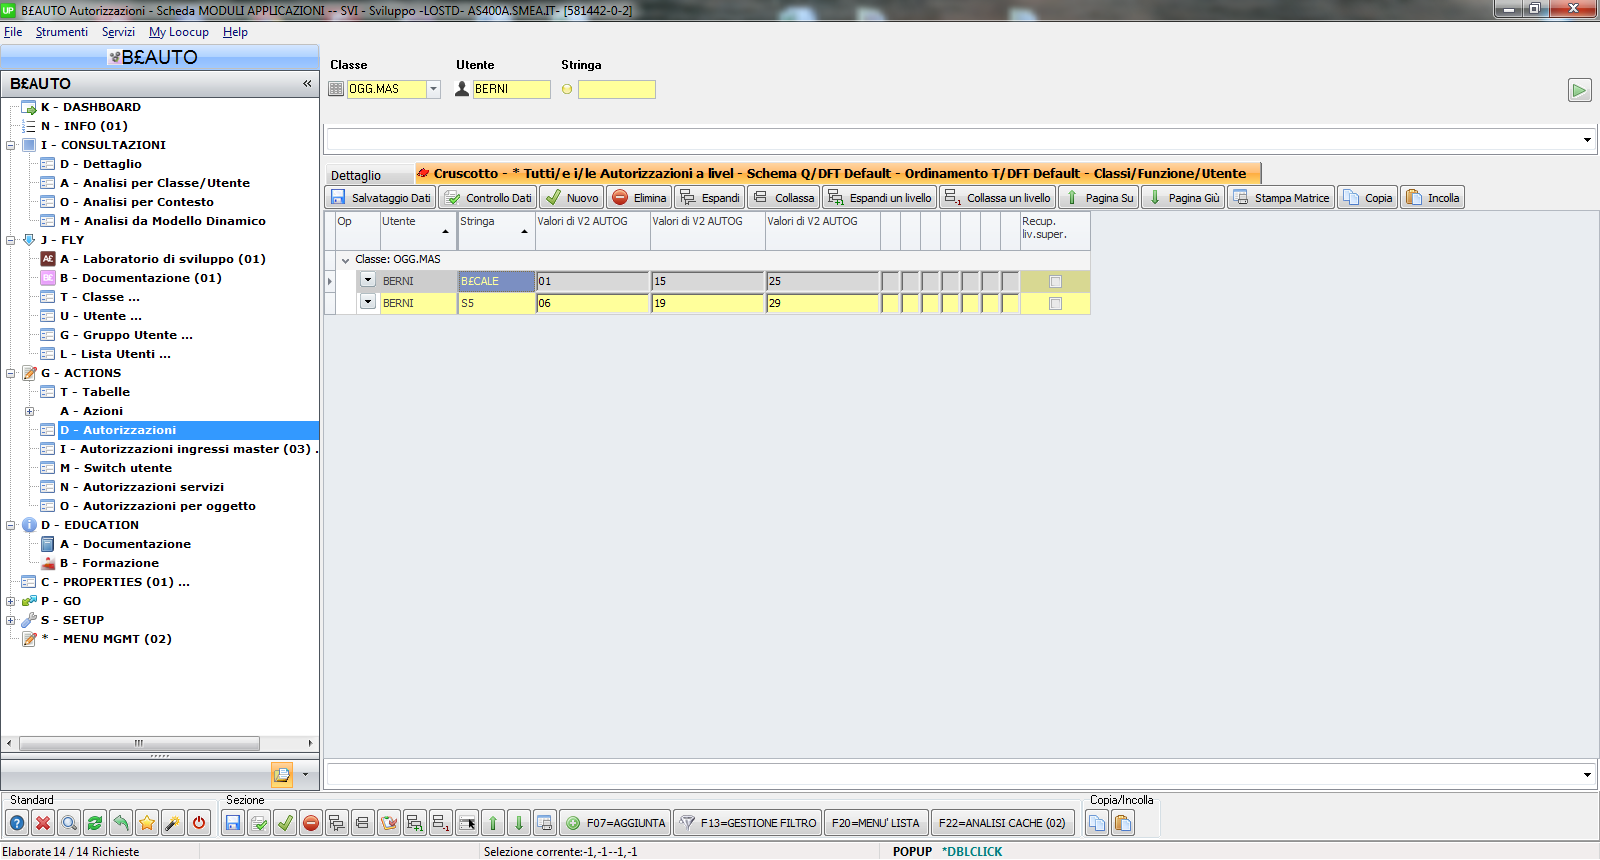 UP B£AUTO Autorizzazioni - Scheda MODULI APPLICAZIONI -- SVI - Sviluppo -LOSTD- AS400A.SMEA.IT- [581442-0-2]
File Strumenti Servizi My Loocup Help
B£AUTO
B£AUTO «
K - DASHBOARD
N - INFO (01)
I - CONSULTAZIONI
D - Dettaglio
A - Analisi per Classe/Utente
O - Analisi per Contesto
M - Analisi da Modello Dinamico
J - FLY
A£ A - Laboratorio di sviluppo (01)
B£ B - Documentazione (01)
T - Classe ...
U - Utente ...
G - Gruppo Utente ...
L - Lista Utenti ...
G - ACTIONS
T - Tabelle
A - Azioni
D - Autorizzazioni
I - Autorizzazioni ingressi master (03) .
M - Switch utente
N - Autorizzazioni servizi
O - Autorizzazioni per oggetto
D - EDUCATION
A - Documentazione
B - Formazione
C - PROPERTIES (01) ...
P - GO
S - SETUP
* - MENU MGMT (02)
Classe Utente Stringa
OGG.MAS BERNI
Dettaglio Cruscotto - * Tutti/e i/le Autorizzazioni a livel - Schema Q/DFT Default - Ordinamento T/DFT Default - Classi/Funzione/Utente
Salvataggio Dati Controllo Dati Nuovo Elimina Espandi Collassa Espandi un livello Collassa un livello Pagina Su Pagina Giù Stampa Matrice Copia Incolla
Op Utente Stringa Valori di V2 AUTOG Valori di V2 AUTOG Valori di V2 AUTOG Recup. liv.super.
Classe: OGG.MAS
BERNI B£CALE 01 15 25
BERNI S5 06 19 29
Standard Sezione Copia/Incolla
F07=AGGIUNTA F13=GESTIONE FILTRO F20=MENU' LISTA F22=ANALISI CACHE (02)
Elaborate 14 / 14 Richieste Selezione corrente:-1,-1--1,-1 POPUP *DBLCLICK